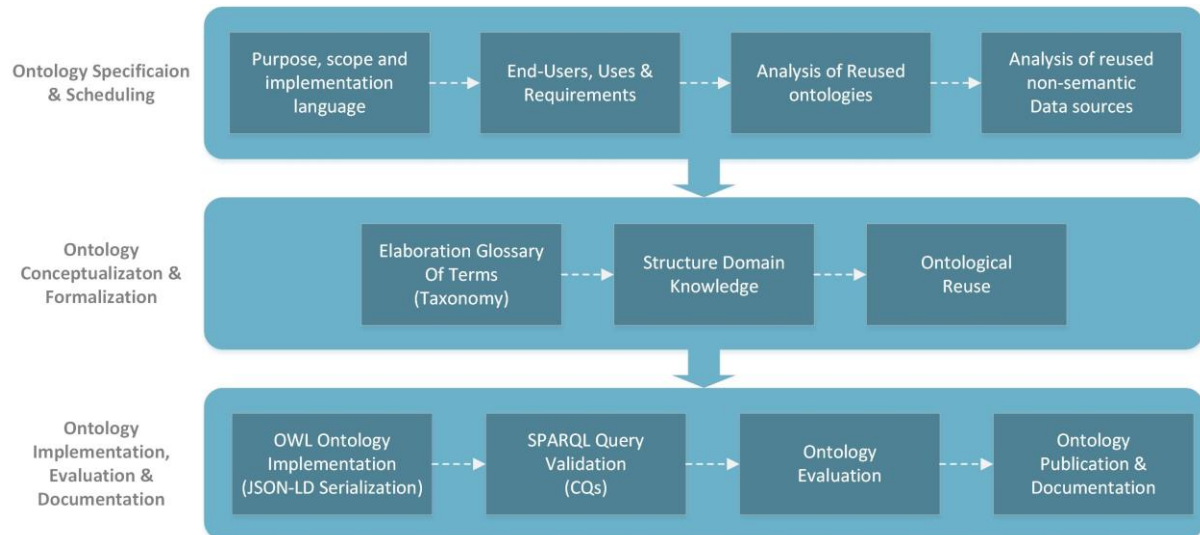 Ontology Specificaion
& Scheduling
Purpose, scope and
implementation
language
End-Users, Uses &
Requirements
Analysis of Reused
ontologies
Analysis of reused
non-semantic
Data sources
Ontology
Conceptualizaton &
Formalization
Elaboration Glossary
Of Terms
(Taxonomy)
Structure Domain
Knowledge
Ontological
Reuse
Ontology
Implementation,
Evaluation &
Documentation
OWL Ontology
Implementation
(JSON-LD Serialization)
SPARQL Query
Validation
(CQs)
Ontology
Evaluation
Ontology
Publication &
Documentation